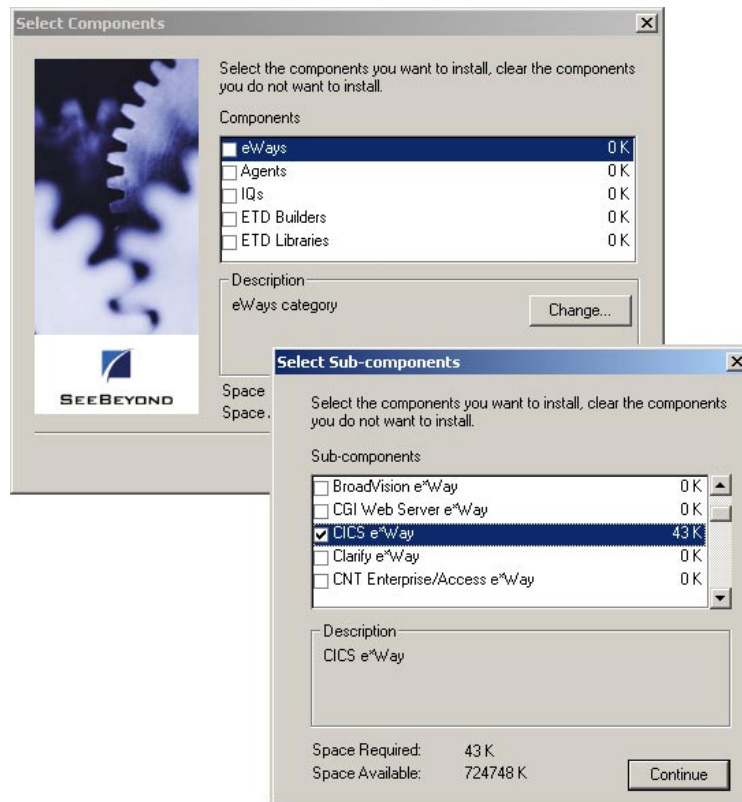 Select Components
Select the components you want to install, clear the components
you do not want to install.
Components
eWays 0 K
Agents 0 K
IQs 0 K
ETD Builders 0 K
ETD Libraries 0 K
Description
eWays category
Change...
SEEBEYOND
Space
Space
Select Sub-components
Select the components you want to install, clear the components
you do not want to install.
Sub-components
BroadVision e*Way 0 K
CGI Web Server e*Way 0 K
CICS e*Way 43 K
Clarify e*Way 0 K
CNT Enterprise/Access e*Way 0 K
Description
CICS e*Way
Space Required: 43 K
Space Available: 724748 K
Continue